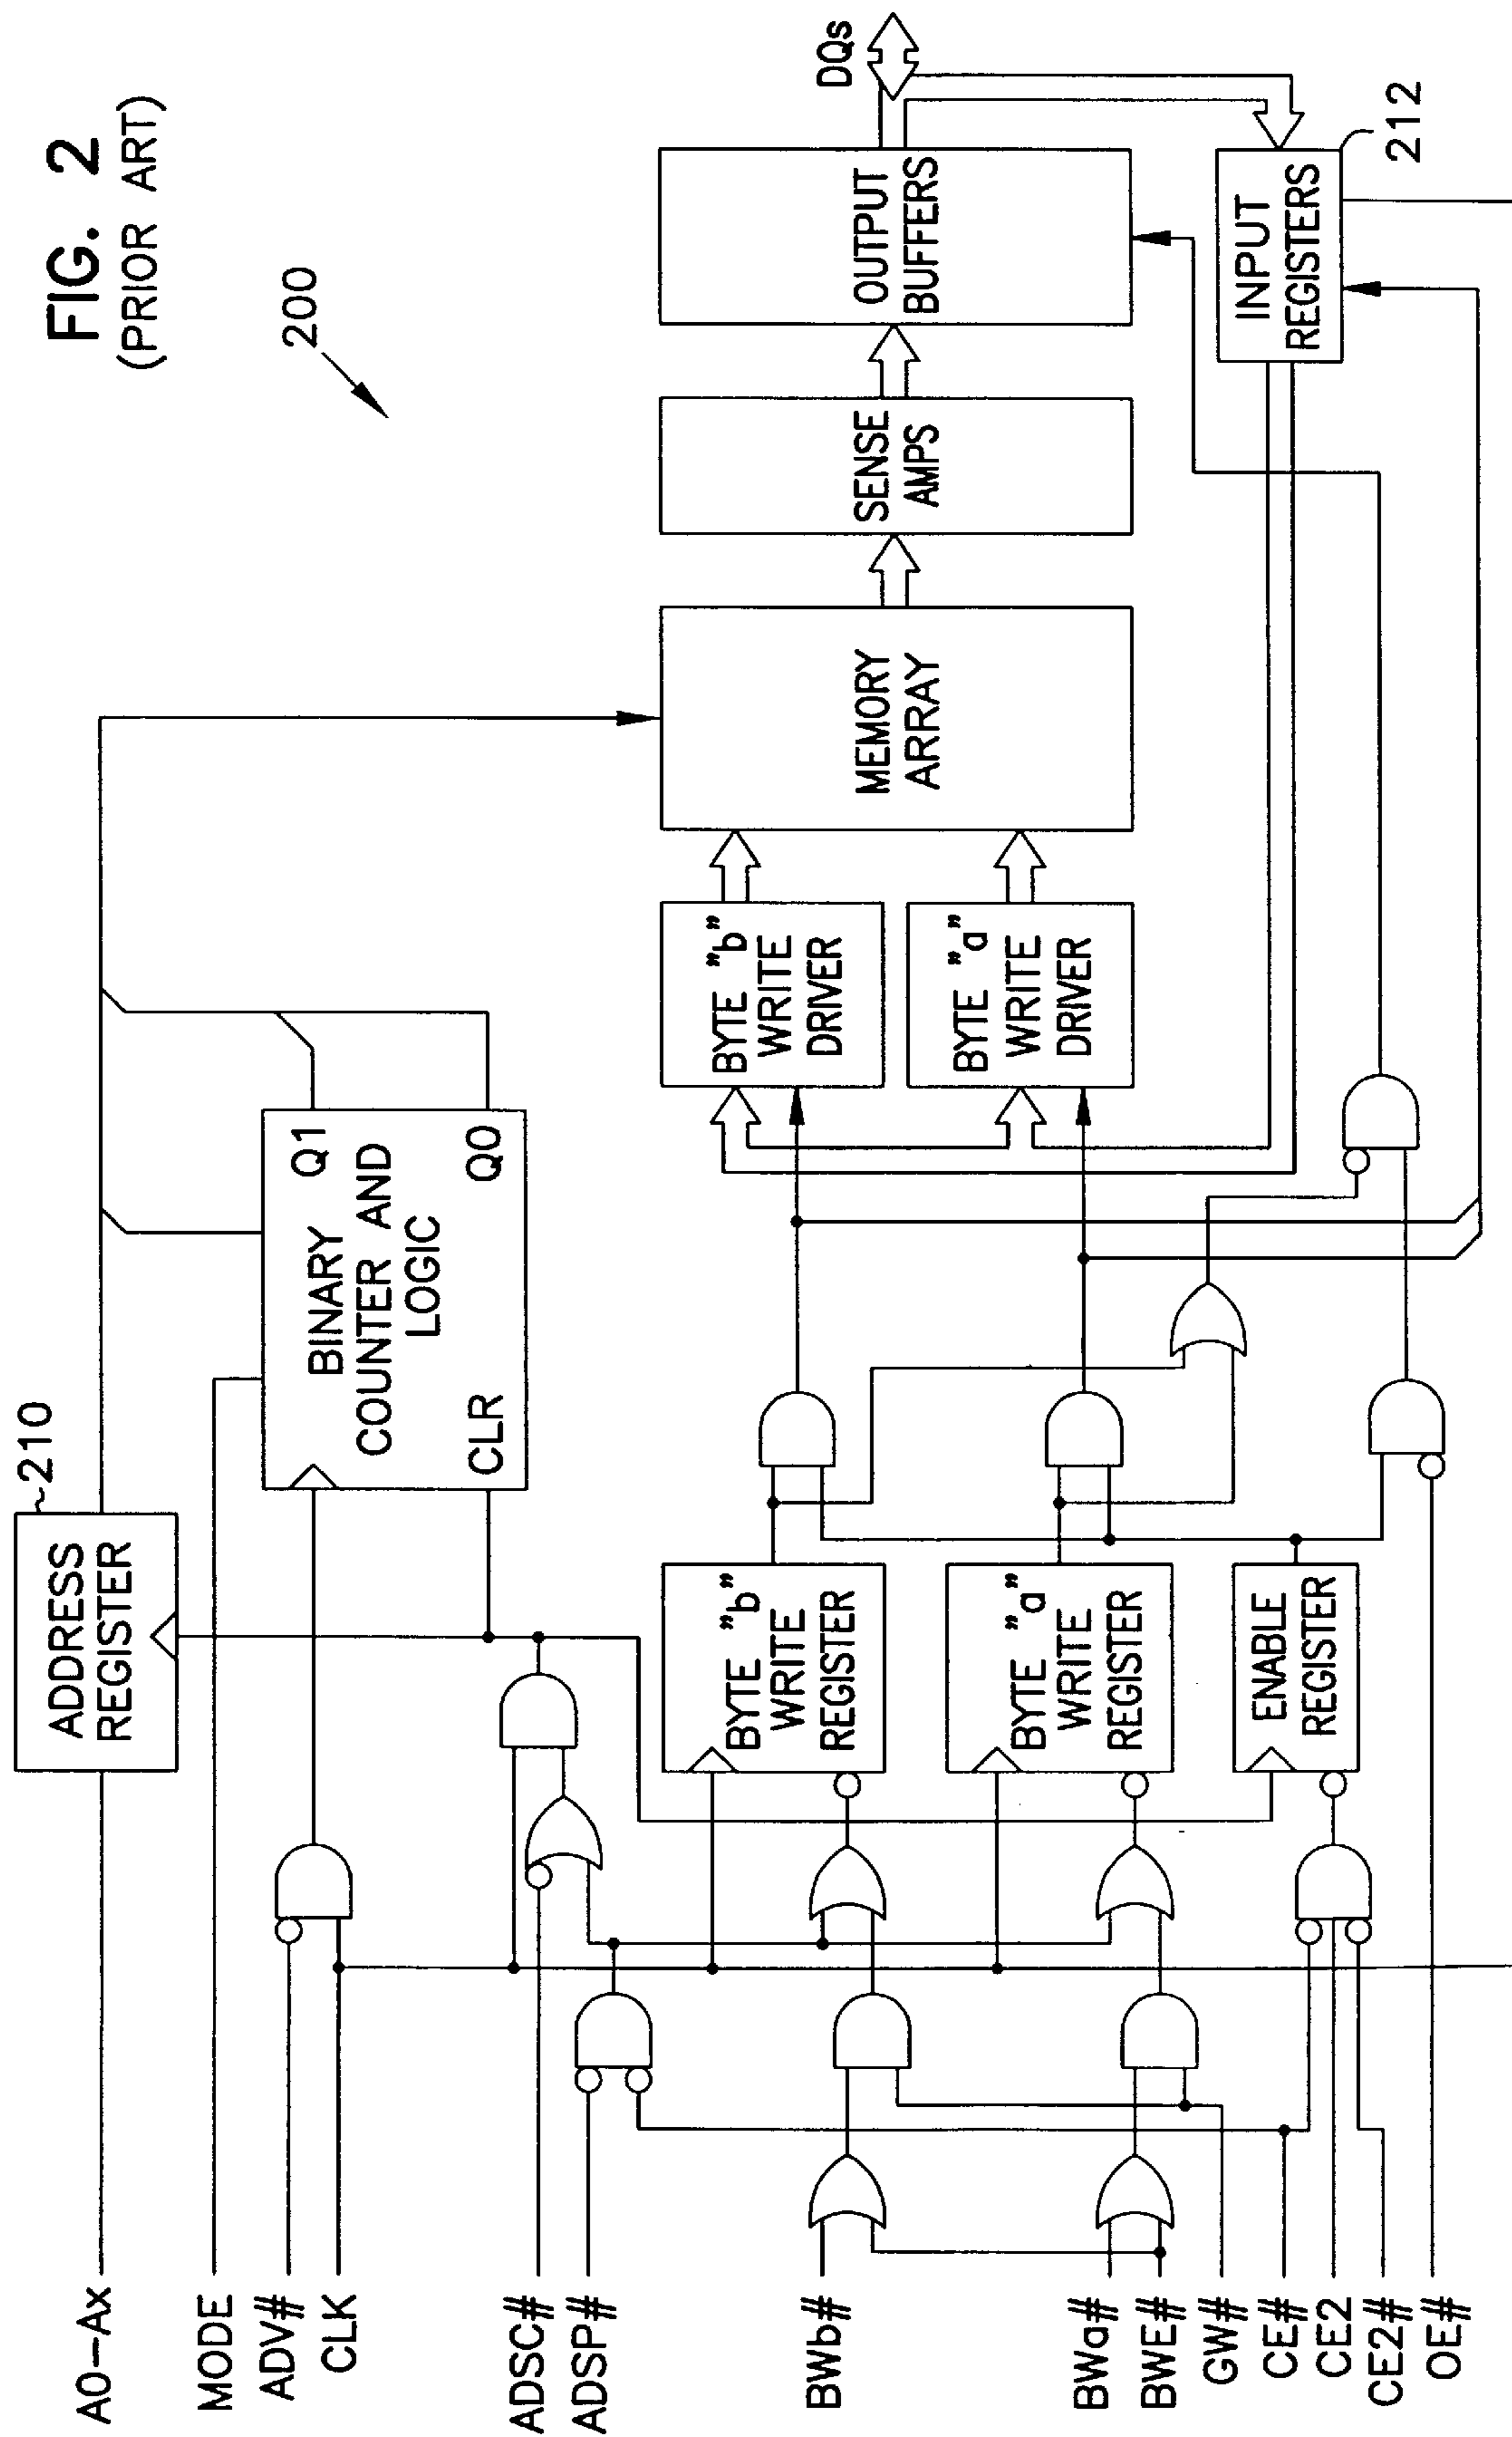 FIG. 2
(PRIOR ART)
200
210
ADDRESS
REGISTER
BINARY
COUNTER AND
LOGIC
Q1
Q0
CLR
A0-Ax
MODE
ADV#
CLK
ADSC#
ADSP#
BWb#
BWa#
BWE#
GW#
CE#
CE2
CE2#
OE#
BYTE "b"
WRITE
REGISTER
BYTE "a"
WRITE
REGISTER
ENABLE
REGISTER
BYTE "b"
WRITE
DRIVER
BYTE "a"
WRITE
DRIVER
MEMORY
ARRAY
SENSE
AMPS
OUTPUT
BUFFERS
DQs
INPUT
REGISTERS
212